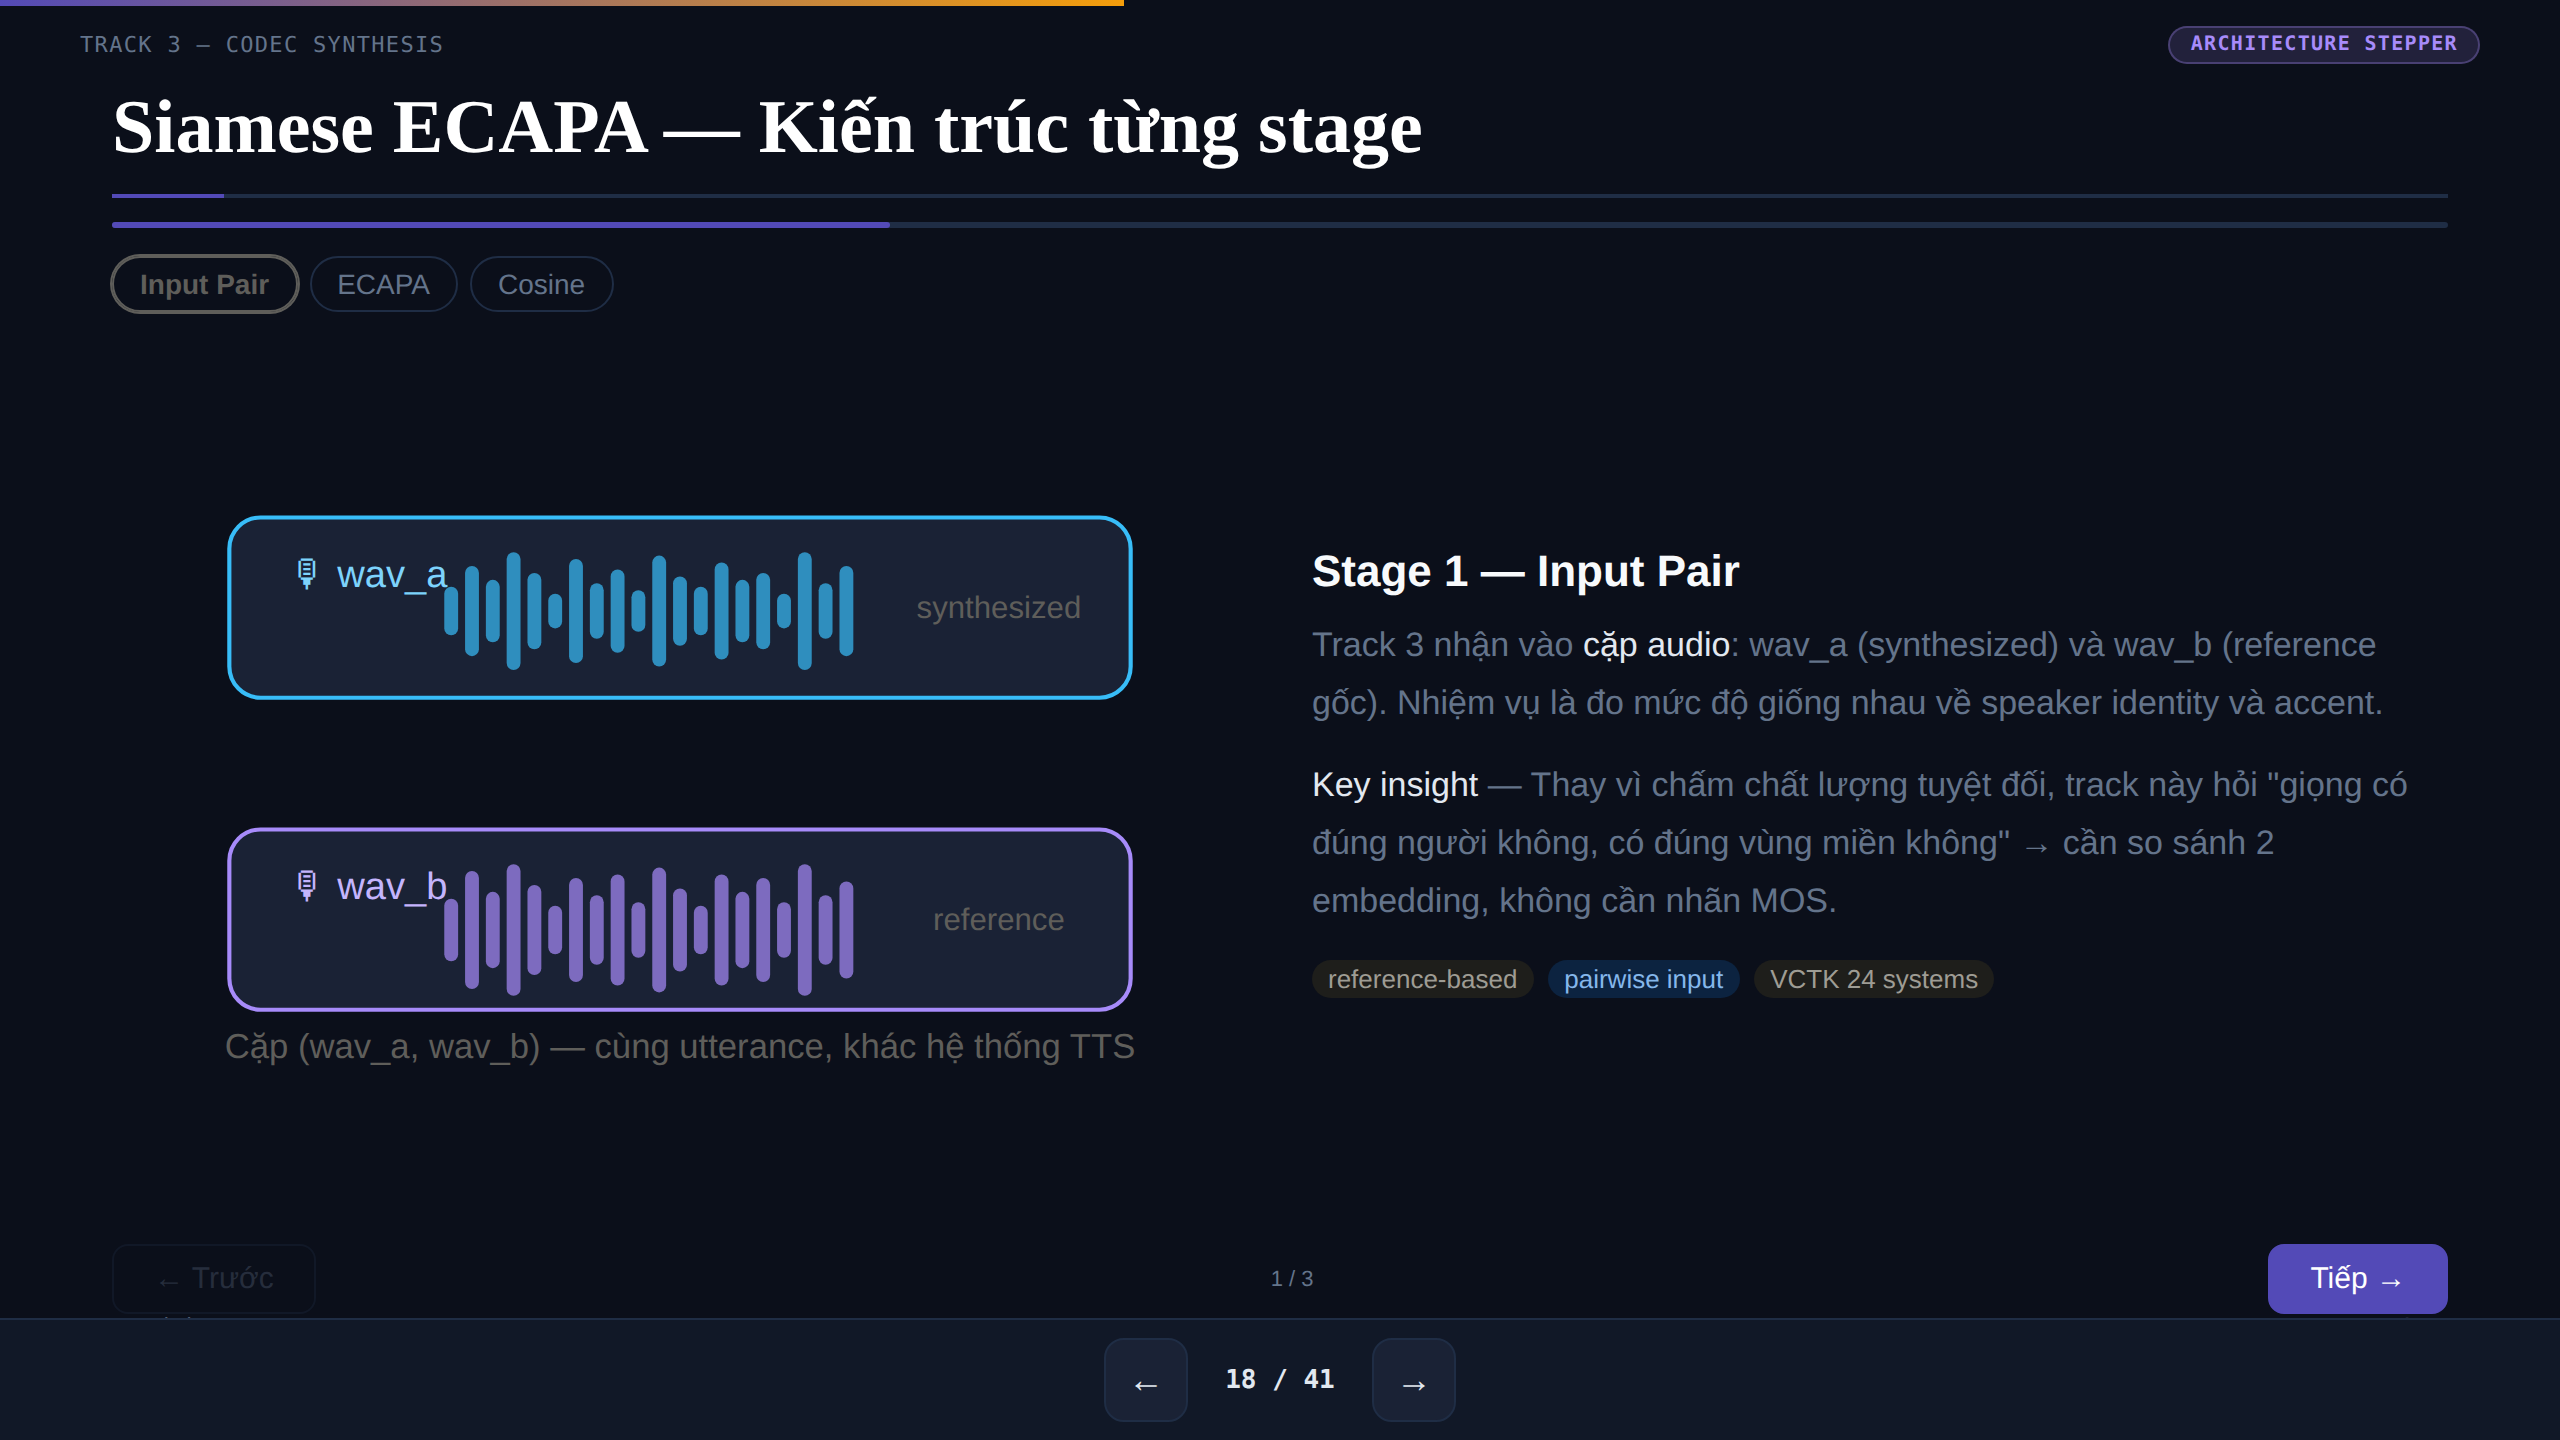 TRACK 3 — CODEC SYNTHESIS
ARCHITECTURE STEPPER
Siamese ECAPA — Kiến trúc từng stage
Input Pair
ECAPA
Cosine
🎙 wav_a
synthesized
🎙 wav_b
reference
Cặp (wav_a, wav_b) — cùng utterance, khác hệ thống TTS
Stage 1 — Input Pair
Track 3 nhận vào cặp audio: wav_a (synthesized) và wav_b (reference
gốc). Nhiệm vụ là đo mức độ giống nhau về speaker identity và accent.
Key insight — Thay vì chấm chất lượng tuyệt đối, track này hỏi "giọng có
đúng người không, có đúng vùng miền không" → cần so sánh 2
embedding, không cần nhãn MOS.
reference-based
pairwise input
VCTK 24 systems
← Trước
1 / 3
Tiếp →
← 18 / 41 →